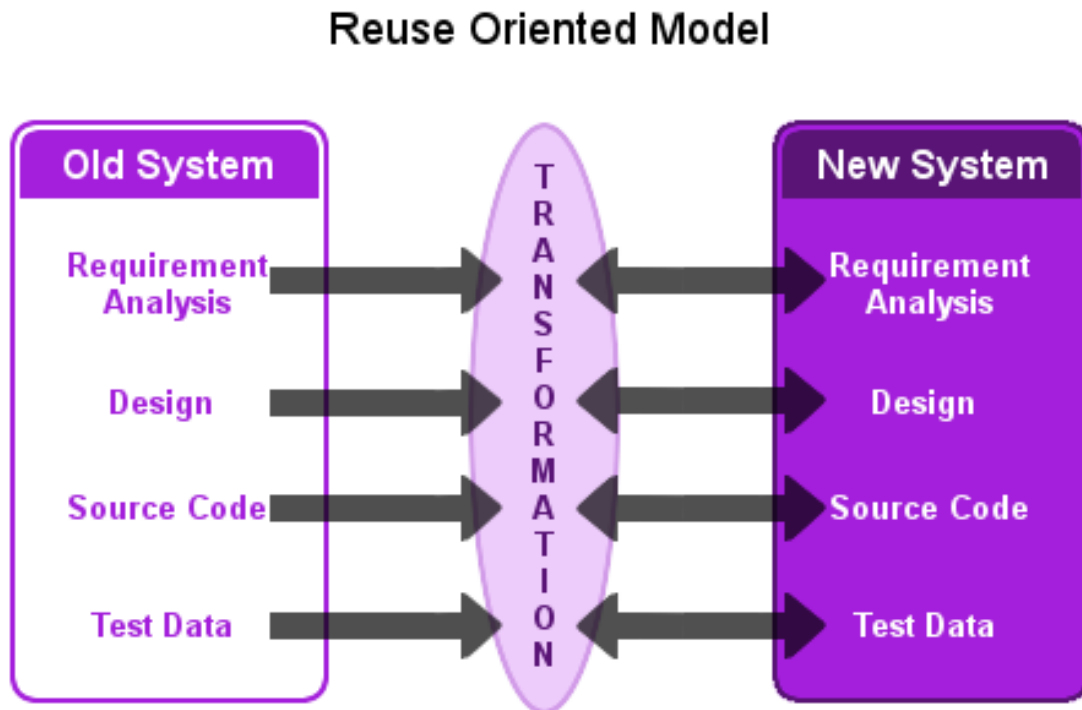 Reuse Oriented Model
Old System
Requirement
Analysis
Design
Source Code
Test Data
TRANSFORMATION
New System
Requirement
Analysis
Design
Source Code
Test Data